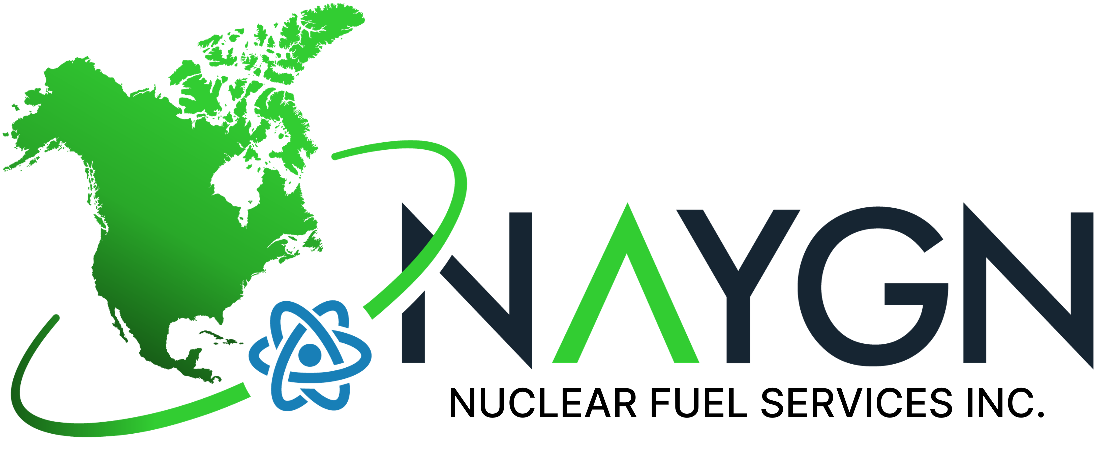 NAYGN
NUCLEAR FUEL SERVICES INC.